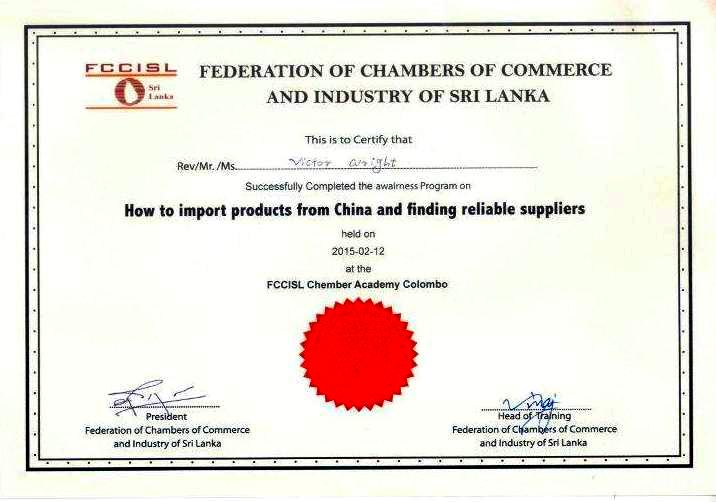 FCCISL
Sri
Lanka
FEDERATION OF CHAMBERS OF COMMERCE
AND INDUSTRY OF SRI LANKA
This is to Certify that
Rev/Mr. /Ms. Victor Wright
Successfully Completed the awairness Program on
How to import products from China and finding reliable suppliers
held on
2015-02-12
at the
FCCISL Chember Academy Colombo
President
Federation of Chambers of Commerce
and Industry of Sri Lanka
Head of Training
Federation of Chambers of Commerce
and Industry of Sri Lanka